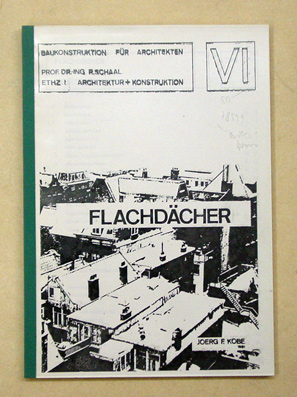 BAUKONSTRUKTION FÜR ARCHITEKTEN
PROF. DR.-ING R.SCHAAL
ETHZ I ARCHITEKTUR + KONSTRUKTION
VI
FLACHDÄCHER
JOERG F. KOBE